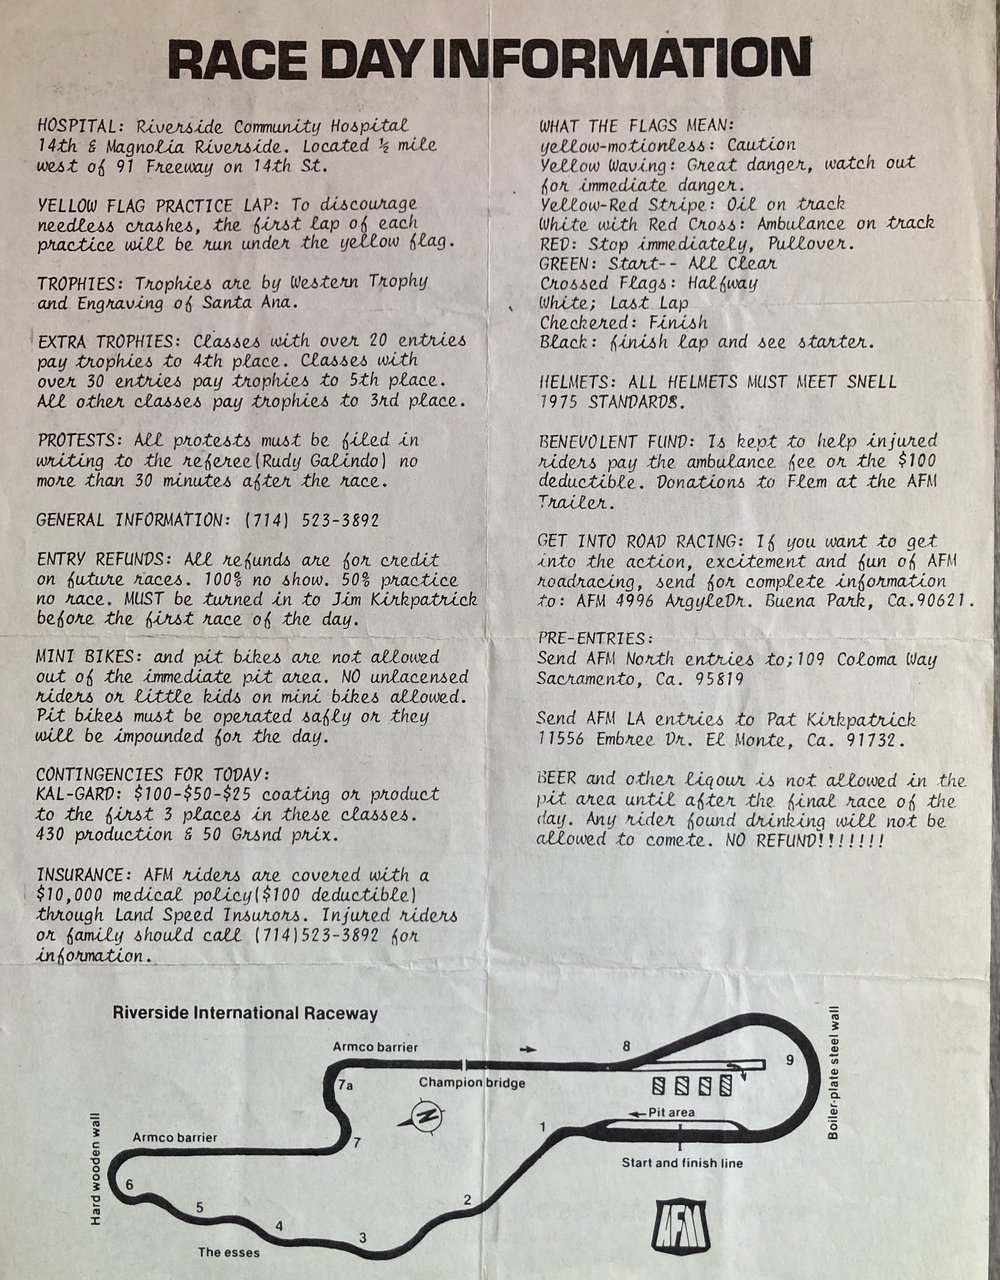 RACE DAY INFORMATION
HOSPITAL: Riverside Community Hospital
14th & Magnolia Riverside. Located ½ mile
west of 91 Freeway on 14th St.
YELLOW FLAG PRACTICE LAP: To discourage
needless crashes, the first lap of each
practice will be run under the yellow flag.
TROPHIES: Trophies are by Western Trophy
and Engraving of Santa Ana.
EXTRA TROPHIES: Classes with over 20 entries
pay trophies to 4th place. Classes with
over 30 entries pay trophies to 5th place.
All other classes pay trophies to 3rd place.
PROTESTS: All protests must be filed in
writing to the referee(Rudy Galindo) no
more than 30 minutes after the race.
GENERAL INFORMATION: (714) 523-3892
ENTRY REFUNDS: All refunds are for credit
on future races. 100% no show. 50% practice
no race. MUST be turned in to Jim Kirkpatrick
before the first race of the day.
MINI BIKES: and pit bikes are not allowed
out of the immediate pit area. NO unlacensed
riders or little kids on mini bikes allowed.
Pit bikes must be operated safly or they
will be impounded for the day.
CONTINGENCIES FOR TODAY:
KAL-GARD: $100-$50-$25 coating or product
to the first 3 places in these classes.
430 production & 50 Grsnd prix.
INSURANCE: AFM riders are covered with a
$10,000 medical policy($100 deductible)
through Land Speed Insurors. Injured riders
or family should call (714)523-3892 for
information.
WHAT THE FLAGS MEAN:
yellow-motionless: Caution
Yellow Waving: Great danger, watch out
for immediate danger.
Yellow-Red Stripe: Oil on track
White with Red Cross: Ambulance on track
RED: Stop immediately, Pullover.
GREEN: Start-- All Clear
Crossed Flags: Halfway
White; Last Lap
Checkered: Finish
Black: finish lap and see starter.
HELMETS: ALL HELMETS MUST MEET SNELL
1975 STANDARDS.
BENEVOLENT FUND: Is kept to help injured
riders pay the ambulance fee or the $100
deductible. Donations to Flem at the AFM
Trailer.
GET INTO ROAD RACING: If you want to get
into the action, excitement and fun of AFM
roadracing, send for complete information
to: AFM 4996 ArgyleDr. Buena Park, Ca.90621.
PRE-ENTRIES:
Send AFM North entries to;109 Coloma Way
Sacramento, Ca. 95819
Send AFM LA entries to Pat Kirkpatrick
11556 Embree Dr. El Monte, Ca. 91732.
BEER and other liqour is not allowed in the
pit area until after the final race of the
day. Any rider found drinking will not be
allowed to comete. NO REFUND!!!!!!!
Riverside International Raceway
Armco barrier
8
9
Boiler-plate steel wall
7a
Champion bridge
N
Pit area
1
Armco barrier
7
Start and finish line
Hard wooden wall
6
5
4
3
2
The esses
AFM